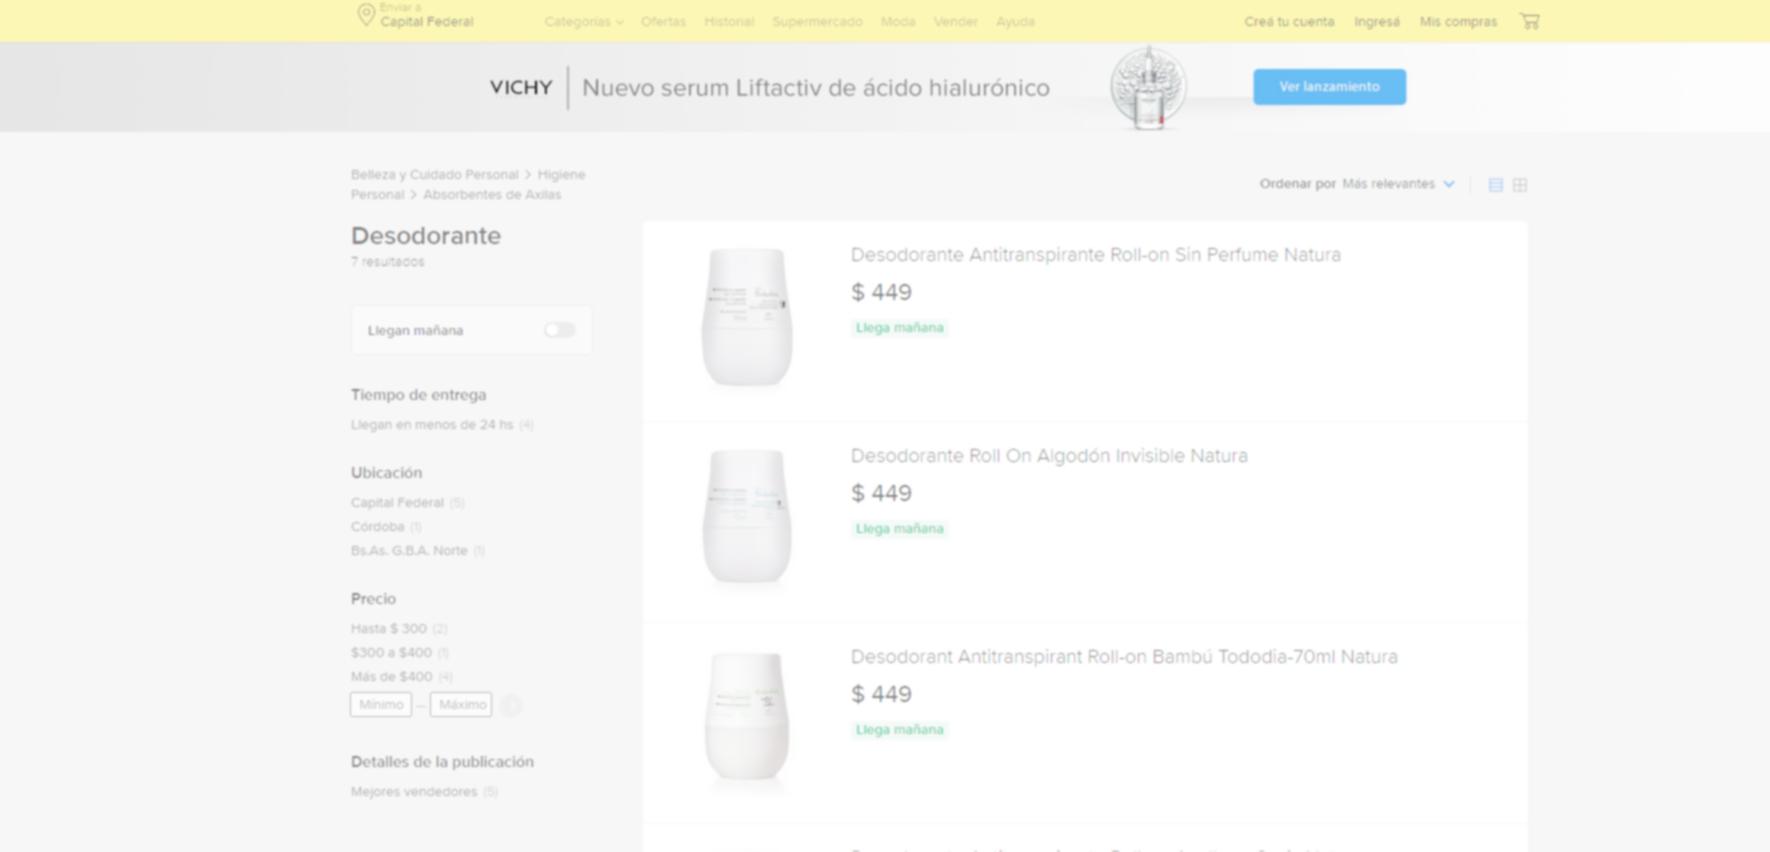 Enviar a
Capital Federal
Categorías Ofertas Historial Supermercado Moda Vender Ayuda
Creá tu cuenta Ingresá Mis compras
VICHY Nuevo serum Liftactiv de ácido hialurónico
Ver lanzamiento
Belleza y Cuidado Personal > Higiene
Personal > Absorbentes de Axilas
Ordenar por Más relevantes
Desodorante
7 resultados
Llegan mañana
Tiempo de entrega
Llegan en menos de 24 hs (4)
Ubicación
Capital Federal (5)
Córdoba (1)
Bs.As. G.B.A. Norte (1)
Precio
Hasta $ 300 (2)
$300 a $400 (1)
Más de $400 (4)
Mínimo — Máximo
Detalles de la publicación
Mejores vendedores (5)
Desodorante Antitranspirante Roll-on Sin Perfume Natura
$ 449
Llega mañana
Desodorante Roll On Algodón Invisible Natura
$ 449
Llega mañana
Desodorant Antitranspirant Roll-on Bambú Tododia-70ml Natura
$ 449
Llega mañana